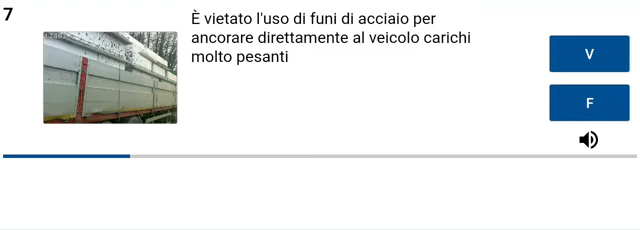 7
È vietato l'uso di funi di acciaio per
ancorare direttamente al veicolo carichi
molto pesanti
V
F